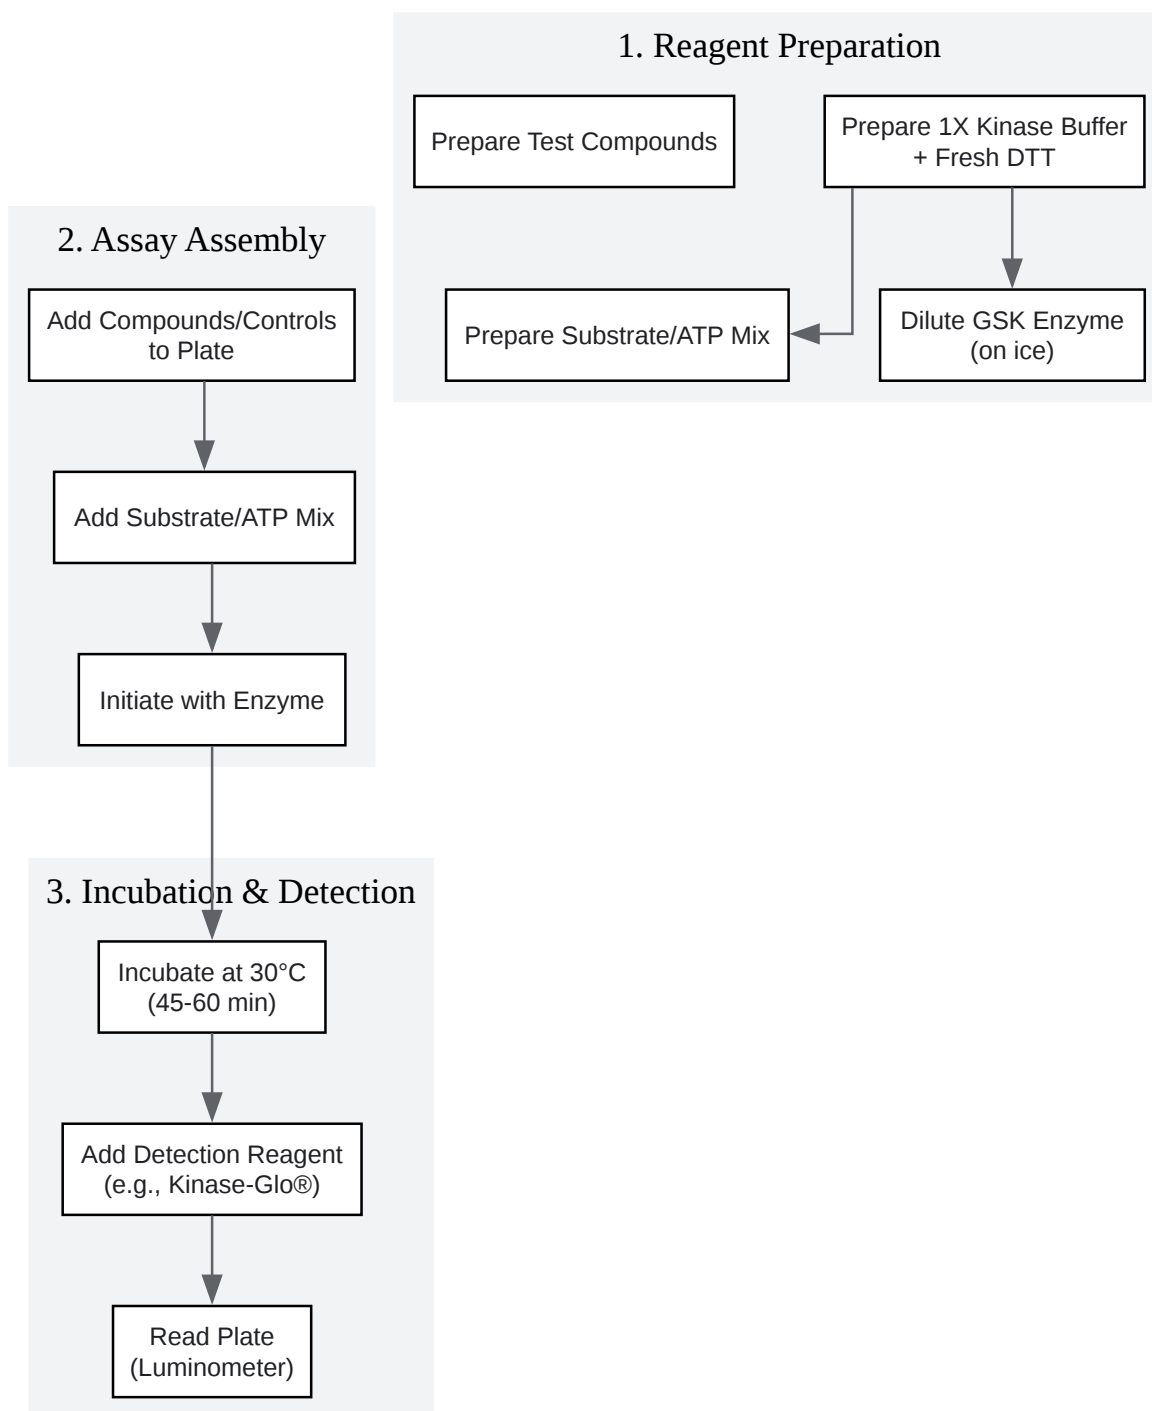 1. Reagent Preparation
Prepare Test Compounds
Prepare 1X Kinase Buffer
+ Fresh DTT
Prepare Substrate/ATP Mix
Dilute GSK Enzyme
(on ice)
2. Assay Assembly
Add Compounds/Controls
to Plate
Add Substrate/ATP Mix
Initiate with Enzyme
3. Incubation & Detection
Incubate at 30°C
(45-60 min)
Add Detection Reagent
(e.g., Kinase-Glo®)
Read Plate
(Luminometer)